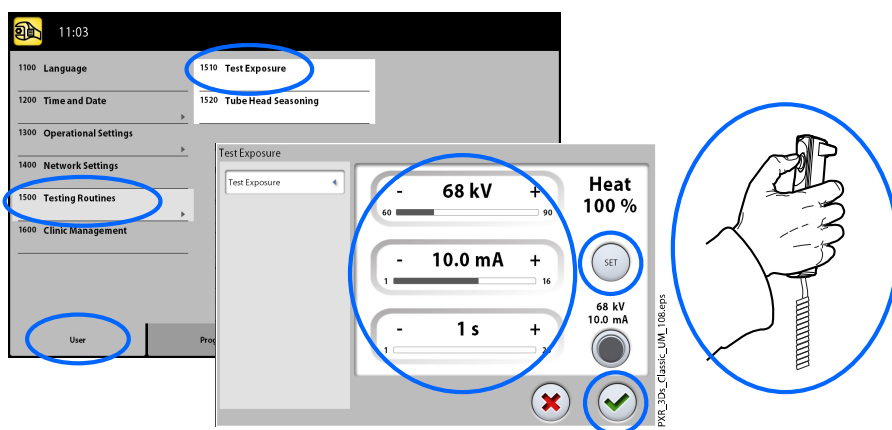 11:03
1100 Language
1510 Test Exposure
1200 Time and Date
1520 Tube Head Seasoning
1300 Operational Settings
1400 Network Settings
1500 Testing Routines
1600 Clinic Management
User
Test Exposure
Test Exposure
- 68 kV +
60 90
Heat
100 %
- 10.0 mA +
1 16
SET
68 kV
10.0 mA
- 1 s +
1
PXR_3Ds_Classic_UM_108.eps